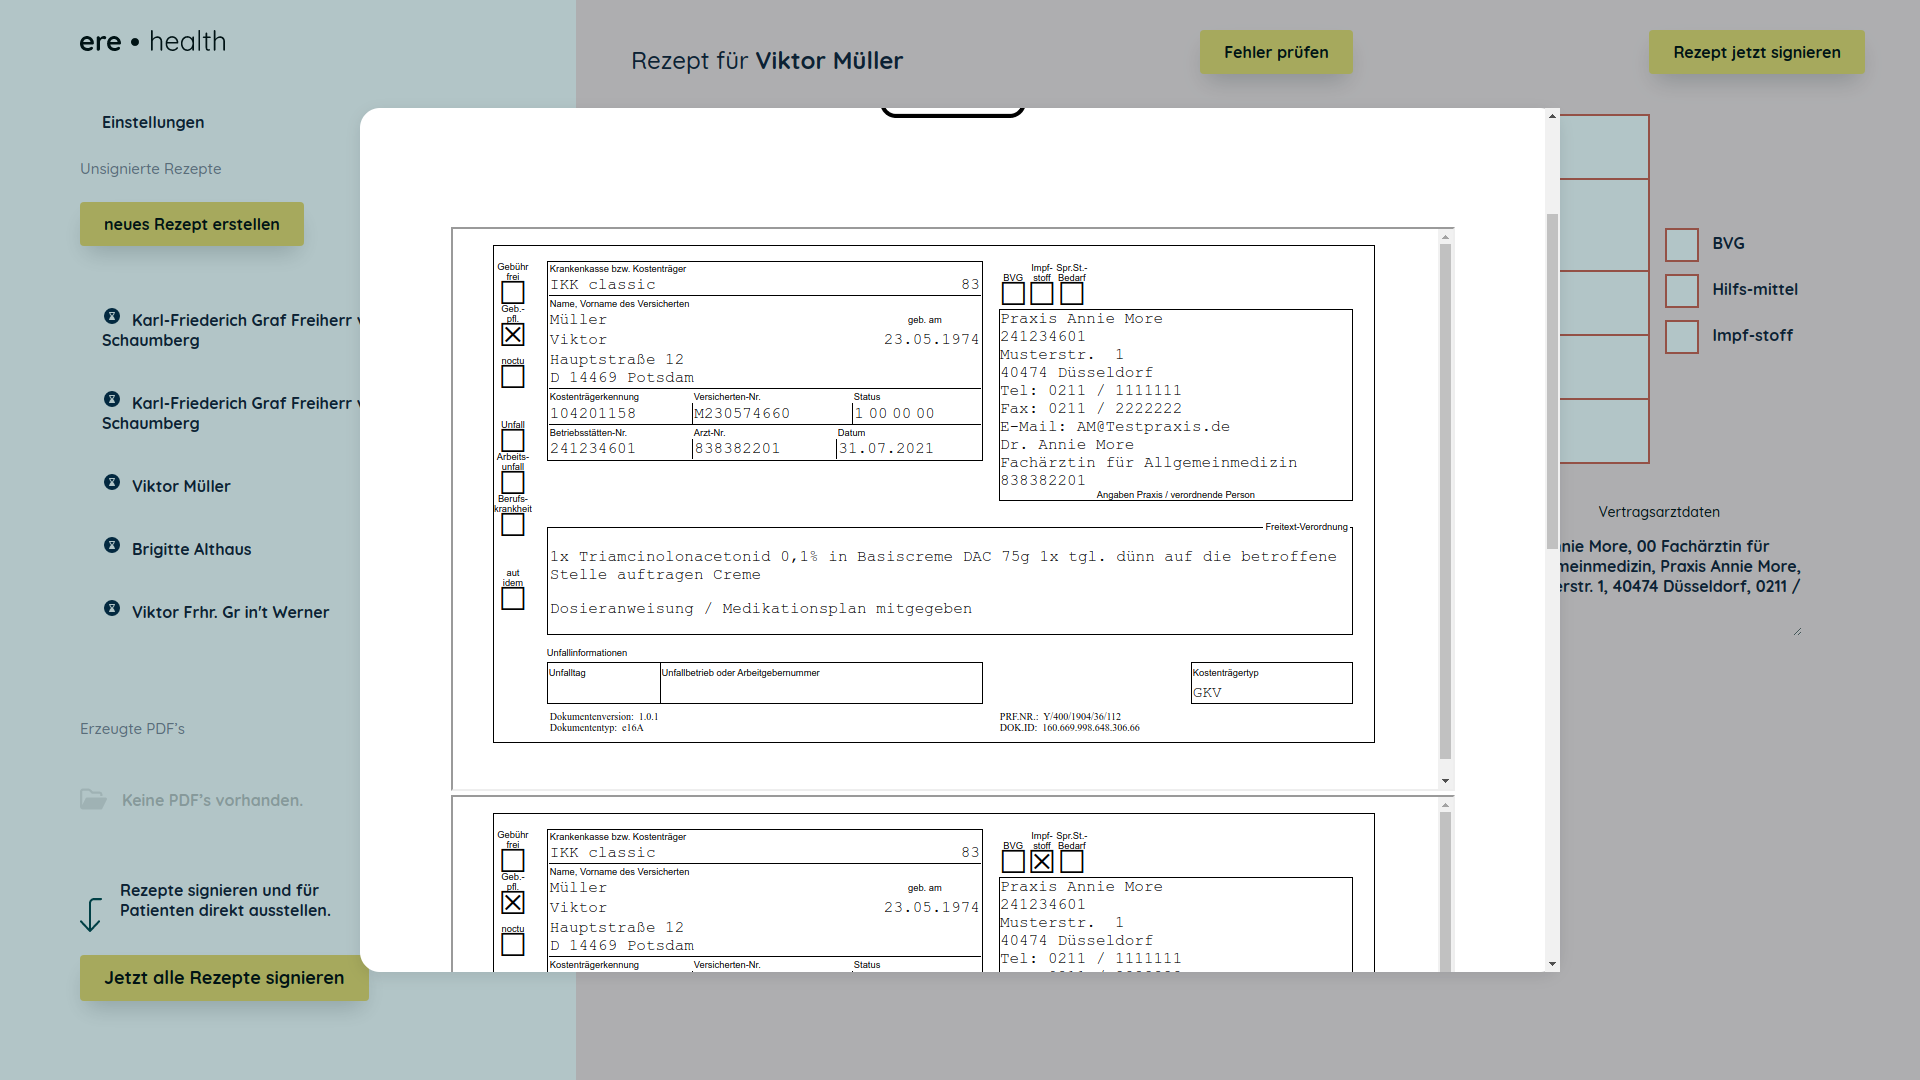 ere • health
Einstellungen
Unsignierte Rezepte
neues Rezept erstellen
Karl-Friederich Graf Freiherr
Schaumberg
Karl-Friederich Graf Freiherr
Schaumberg
Viktor Müller
Brigitte Althaus
Viktor Frhr. Gr in't Werner
Erzeugte PDF's
Keine PDF's vorhanden.
Rezepte signieren und für
Patienten direkt ausstellen.
Jetzt alle Rezepte signieren
Rezept für Viktor Müller
Fehler prüfen
Rezept jetzt signieren
Gebühr
frei
Geb.-
pfl.
noctu
Unfall
Arbeits-
unfall
Berufs-
krankheit
aut
idem
Krankenkasse bzw. Kostenträger
IKK classic 83
Name, Vorname des Versicherten
Müller geb. am
Viktor 23.05.1974
Hauptstraße 12
D 14469 Potsdam
Kostenträgerkennung Versicherten-Nr. Status
104201158 M230574660 1 00 00 00
Betriebsstätten-Nr. Arzt-Nr. Datum
241234601 838382201 31.07.2021
Impf- Spr.St.-
BVG stoff Bedarf
Praxis Annie More
241234601
Musterstr. 1
40474 Düsseldorf
Tel: 0211 / 1111111
Fax: 0211 / 2222222
E-Mail: AM@Testpraxis.de
Dr. Annie More
Fachärztin für Allgemeinmedizin
838382201
Angaben Praxis / verordnende Person
Freitext-Verordnung
1x Triamcinolonacetonid 0,1% in Basiscreme DAC 75g 1x tgl. dünn auf die betroffene
Stelle auftragen Creme
Dosieranweisung / Medikationsplan mitgegeben
Unfallinformationen
Unfalltag Unfallbetrieb oder Arbeitgebernummer
Kostenträgertyp
GKV
Dokumentenversion: 1.0.1
Dokumententyp: e16A
PRF.NR.: Y/400/1904/36/112
DOK.ID: 160.669.998.648.306.66
Gebühr
frei
Geb.-
pfl.
noctu
Krankenkasse bzw. Kostenträger
IKK classic 83
Name, Vorname des Versicherten
Müller geb. am
Viktor 23.05.1974
Hauptstraße 12
D 14469 Potsdam
Kostenträgerkennung Versicherten-Nr. Status
Impf- Spr.St.-
BVG stoff Bedarf
Praxis Annie More
241234601
Musterstr. 1
40474 Düsseldorf
Tel: 0211 / 1111111
BVG
Hilfs-mittel
Impf-stoff
Vertragsarztdaten
nie More, 00 Fachärztin für
meinmedizin, Praxis Annie More,
erstr. 1, 40474 Düsseldorf, 0211 /